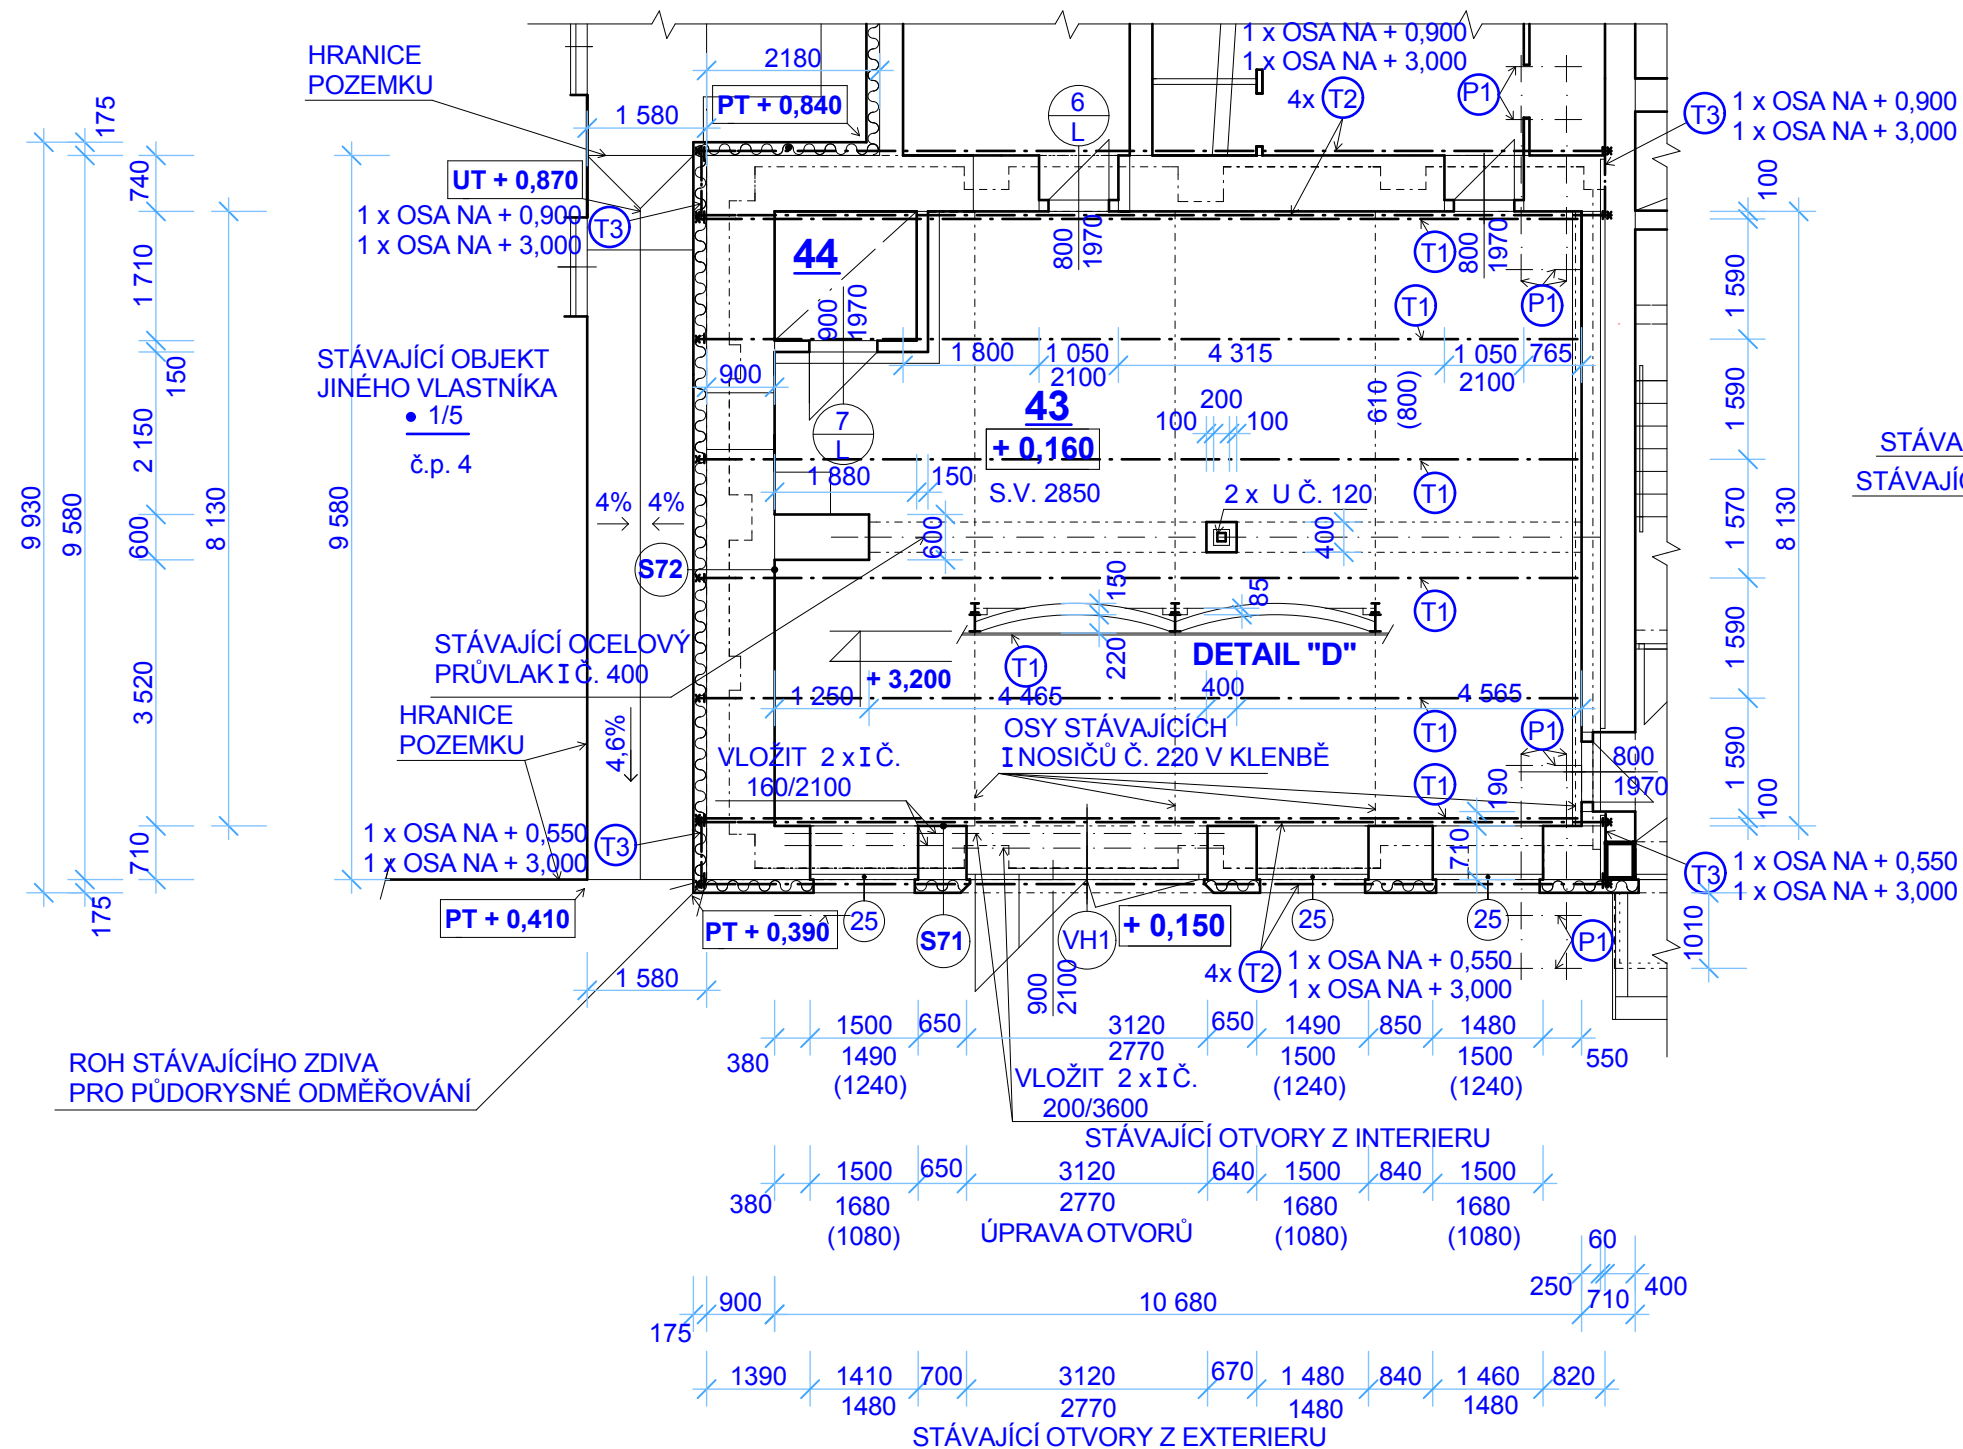 HRANICE
POZEMKU
2180
1 580
PT + 0,840
6
L
1 x OSA NA + 0,900
1 x OSA NA + 3,000
4x T2
P1
T3
1 x OSA NA + 0,900
1 x OSA NA + 3,000
175
740
1 710
150
2 150
600
3 520
710
175
9 930
9 580
8 130
9 580
UT + 0,870
1 x OSA NA + 0,900
1 x OSA NA + 3,000
T3
44
900
1970
800
1970
800
1970
T1
T1
P1
100
1 590
1 590
1 570
1 590
1 590
100
8 130
STÁVAJÍCÍ OBJEKT
JINÉHO VLASTNÍKA
1/5
č.p. 4
900
1 800
1 050
2100
4 315
1 050
2100
765
610
(800)
43
+ 0,160
S.V. 2850
200
100
100
7
L
1 880
150
2 x U Č. 120
T1
STÁVA
STÁVAJÍC
4%
4%
S72
600
400
STÁVAJÍCÍ OCELOVÝ
PRŮVLAK I Č. 400
150
85
220
T1
DETAIL "D"
T1
+ 3,200
1 250
4 465
400
4 565
HRANICE
POZEMKU
4,6%
VLOŽIT 2 x I Č.
160/2100
OSY STÁVAJÍCÍCH
I NOSIČŮ Č. 220 V KLENBĚ
T1
T1
P1
800
1970
190
710
1 x OSA NA + 0,550
1 x OSA NA + 3,000
T3
T3
1 x OSA NA + 0,550
1 x OSA NA + 3,000
PT + 0,410
PT + 0,390
25
S71
VH1
+ 0,150
25
25
P1
1010
4x T2
1 x OSA NA + 0,550
1 x OSA NA + 3,000
900
2100
1 580
ROH STÁVAJÍCÍHO ZDIVA
PRO PŮDORYSNÉ ODMĚŘOVÁNÍ
380
1500
1490
(1240)
650
3120
2770
650
1490
1500
(1240)
850
1480
1500
(1240)
550
VLOŽIT 2 x I Č.
200/3600
STÁVAJÍCÍ OTVORY Z INTERIERU
380
1500
1680
(1080)
650
3120
2770
640
1500
1680
(1080)
840
1500
1680
(1080)
ÚPRAVA OTVORŮ
175
900
10 680
250
60
710
400
1390
1410
1480
700
3120
2770
670
1 480
1480
840
1 460
1480
820
STÁVAJÍCÍ OTVORY Z EXTERIERU